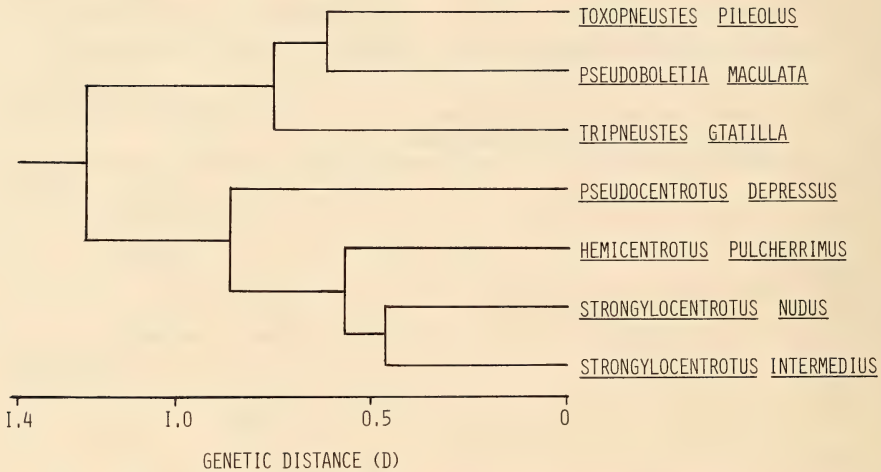 TOXOPNEUSTES PILEOLUS
PSEUDOBOLETIA MACULATA
TRIPNEUSTES GTATILLA
PSEUDOCENTROTUS DEPRESSUS
HEMICENTROTUS PULCHERRIMUS
STRONGYLOCENTROTUS NUDUS
STRONGYLOCENTROTUS INTERMEDIUS
1.4 1.0 0.5 0
GENETIC DISTANCE (D)